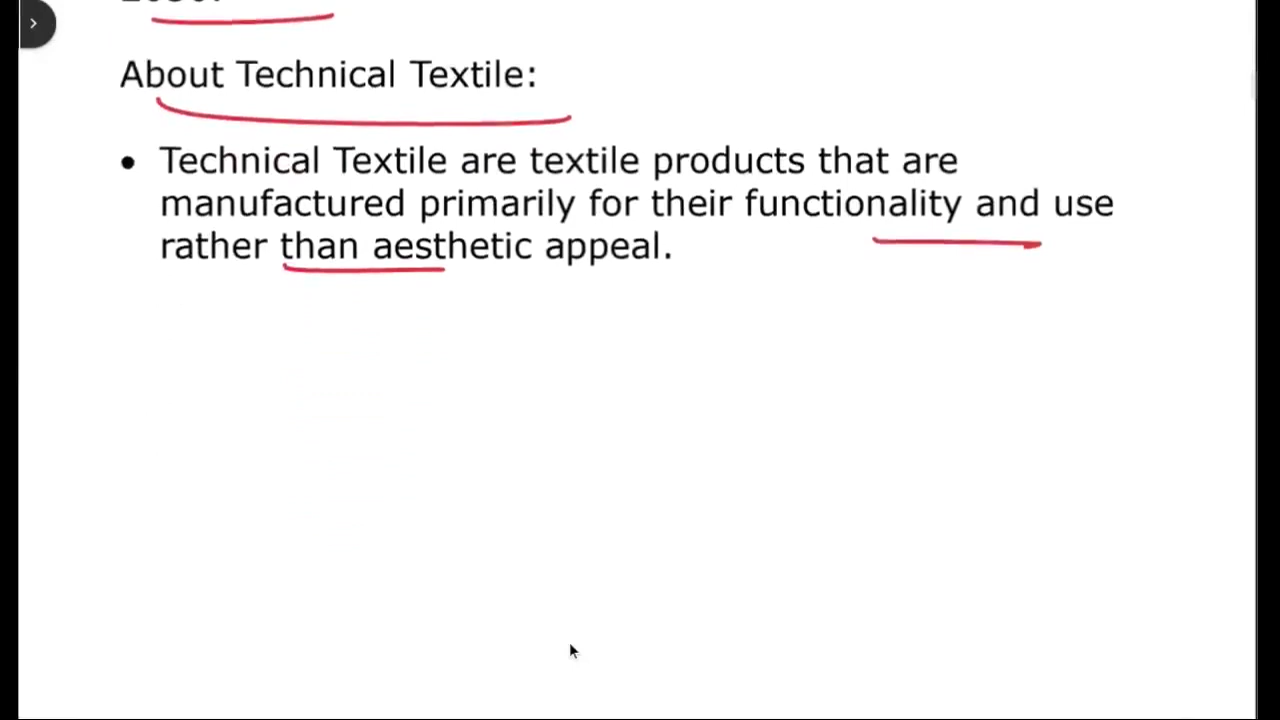 About Technical Textile:
• Technical Textile are textile products that are
manufactured primarily for their functionality and use
rather than aesthetic appeal.